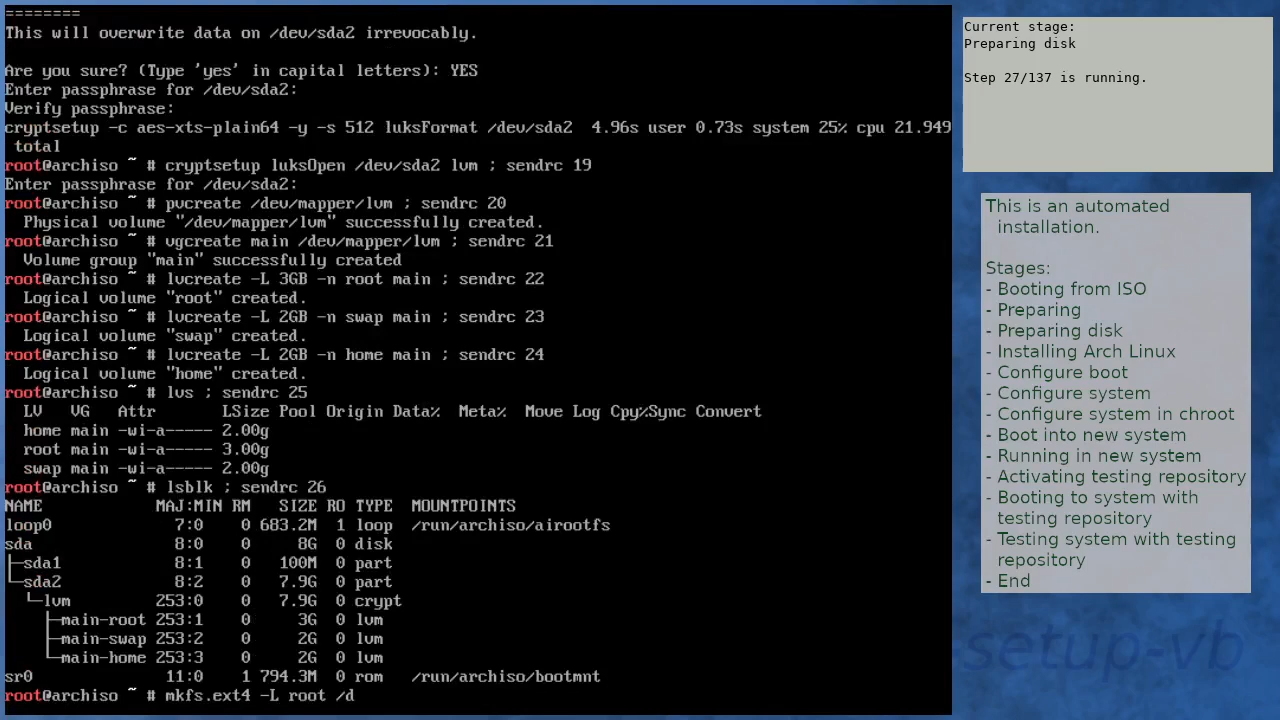 ========
This will overwrite data on /dev/sda2 irrevocably.
Are you sure? (Type 'yes' in capital letters): YES
Enter passphrase for /dev/sda2:
Verify passphrase:
cryptsetup -c aes-xts-plain64 -y -s 512 luksFormat /dev/sda2  4.96s user 0.73s system 25% cpu 21.949
 total
root@archiso ~ # cryptsetup luksOpen /dev/sda2 lvm ; sendrc 19
Enter passphrase for /dev/sda2:
root@archiso ~ # pvcreate /dev/mapper/lvm ; sendrc 20
  Physical volume "/dev/mapper/lvm" successfully created.
root@archiso ~ # vgcreate main /dev/mapper/lvm ; sendrc 21
  Volume group "main" successfully created
root@archiso ~ # lvcreate -L 3GB -n root main ; sendrc 22
  Logical volume "root" created.
root@archiso ~ # lvcreate -L 2GB -n swap main ; sendrc 23
  Logical volume "swap" created.
root@archiso ~ # lvcreate -L 2GB -n home main ; sendrc 24
  Logical volume "home" created.
root@archiso ~ # lvs ; sendrc 25
  LV   VG   Attr       LSize Pool Origin Data%  Meta%  Move Log Cpy%Sync Convert
  home main -wi-a----- 2.00g
  root main -wi-a----- 3.00g
  swap main -wi-a----- 2.00g
root@archiso ~ # lsblk ; sendrc 26
NAME            MAJ:MIN RM   SIZE RO TYPE  MOUNTPOINTS
loop0             7:0    0 683.2M  1 loop  /run/archiso/airootfs
sda               8:0    0     8G  0 disk
├─sda1            8:1    0   100M  0 part
└─sda2            8:2    0   7.9G  0 part
  └─lvm         253:0    0   7.9G  0 crypt
    ├─main-root 253:1    0     3G  0 lvm
    ├─main-swap 253:2    0     2G  0 lvm
    └─main-home 253:3    0     2G  0 lvm
sr0              11:0    1 794.3M  0 rom   /run/archiso/bootmnt
root@archiso ~ # mkfs.ext4 -L root /d
Current stage:
Preparing disk
Step 27/137 is running.
This is an automated
installation.
Stages:
- Booting from ISO
- Preparing
- Preparing disk
- Installing Arch Linux
- Configure boot
- Configure system
- Configure system in chroot
- Boot into new system
- Running in new system
- Activating testing repository
- Booting to system with
testing repository
- Testing system with testing
repository
- End
setup-vb